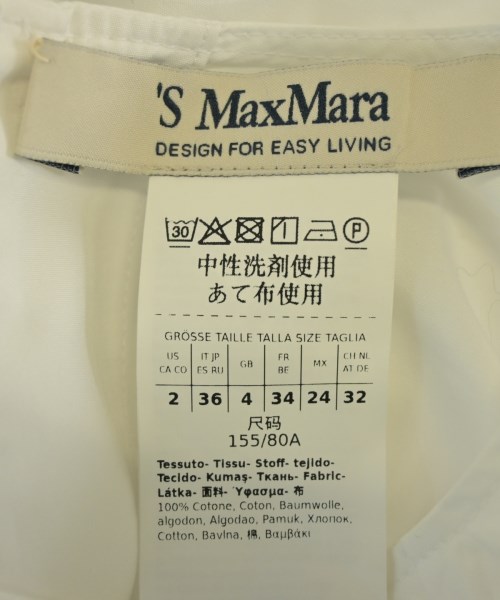 'S MaxMara
DESIGN FOR EASY LIVING
30 P
中性洗剤使用
あて布使用
GRÖSSE TAILLE TALLA SIZE TAGLIA
US CA CO IT JP ES RU GB FR BE MX CH NL AT DE
2 36 4 34 24 32
尺码
155/80A
Tessuto- Tissu- Stoff- tejido-
Tecido- Kumaş- Ткань- Fabric-
Látka- 面料- Ύφασμα- 布
100% Cotone, Coton, Baumwolle,
algodon, Algodao, Pamuk, Хлопок,
Cotton, Bavlna, 棉, Βαμβάκι